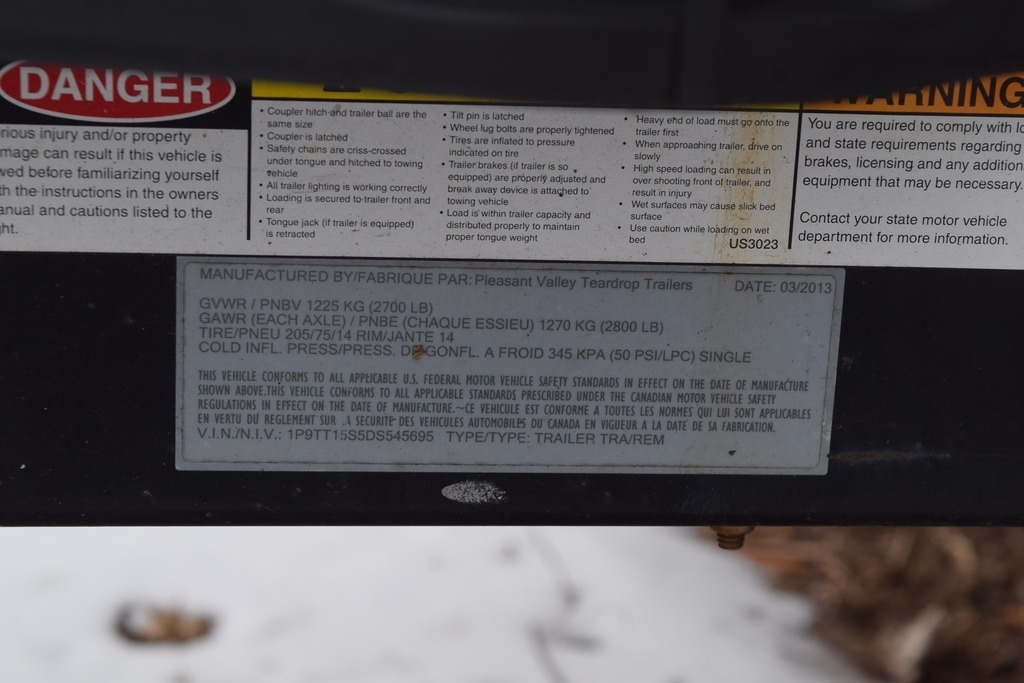 DANGER
rious injury and/or property
mage can result if this vehicle is
wed before familiarizing yourself
th the instructions in the owners
anual and cautions listed to the
ht.
• Coupler hitch and trailer ball are the
same size
• Coupler is latched
• Safety chains are criss-crossed
under tongue and hitched to towing
vehicle
• All trailer lighting is working correctly
• Loading is secured to trailer front and
rear
• Tongue jack (if trailer is equipped)
is retracted
• Tilt pin is latched
• Wheel lug bolts are properly tightened
• Tires are inflated to pressure
indicated on tire
• Trailer brakes (if trailer is so
equipped) are properly adjusted and
break away device is attached to
towing vehicle
• Load is within trailer capacity and
distributed properly to maintain
proper tongue weight
• Heavy end of load must go onto the
trailer first
• When approaching trailer, drive on
slowly
• High speed loading can result in
over shooting front of trailer, and
result in injury
• Wet surfaces may cause slick bed
surface
• Use caution while loading on wet
bed
US3023
WARNING
You are required to comply with lo
and state requirements regarding
brakes, licensing and any addition
equipment that may be necessary.
Contact your state motor vehicle
department for more information.
MANUFACTURED BY/FABRIQUE PAR: Pleasant Valley Teardrop Trailers DATE: 03/2013
GVWR / PNBV 1225 KG (2700 LB)
GAWR (EACH AXLE) / PNBE (CHAQUE ESSIEU) 1270 KG (2800 LB)
TIRE/PNEU 205/75/14 RIM/JANTE 14
COLD INFL. PRESS/PRESS. D GONFL. A FROID 345 KPA (50 PSI/LPC) SINGLE
THIS VEHICLE CONFORMS TO ALL APPLICABLE U.S. FEDERAL MOTOR VEHICLE SAFETY STANDARDS IN EFFECT ON THE DATE OF MANUFACTURE
SHOWN ABOVE.THIS VEHICLE CONFORMS TO ALL APPLICABLE STANDARDS PRESCRIBED UNDER THE CANADIAN MOTOR VEHICLE SAFETY
REGULATIONS IN EFFECT ON THE DATE OF MANUFACTURE.~CE VEHICULE EST CONFORME A TOUTES LES NORMES QUI LUI SONT APPLICABLES
EN VERTU DU REGLEMENT SUR LA SECURITE DES VEHICULES AUTOMOBILES DU CANADA EN VIGUEUR A LA DATE DE SA FABRICATION.
V.I.N./N.I.V.: 1P9TT15S5DS545695 TYPE/TYPE: TRAILER TRA/REM